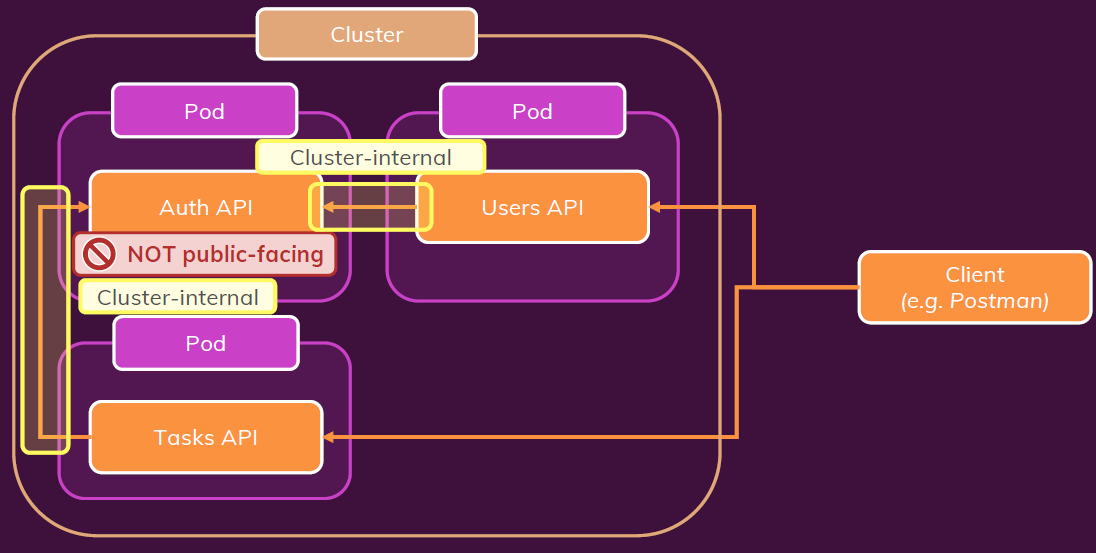 Cluster
Pod
Pod
Cluster-internal
Auth API
Users API
NOT public-facing
Cluster-internal
Client
(e.g. Postman)
Pod
Tasks API